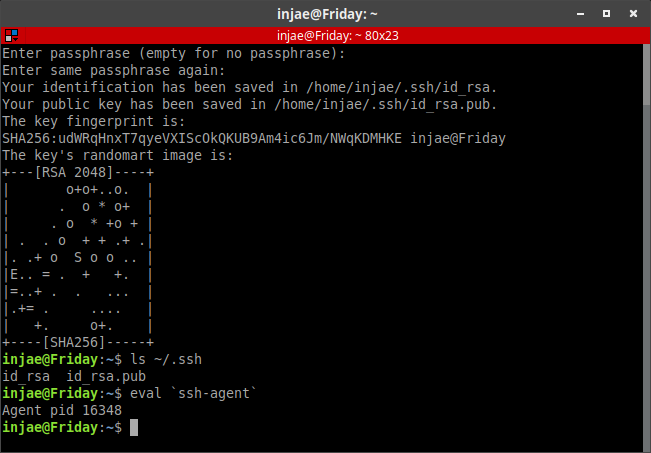 injae@Friday: ~
injae@Friday: ~ 80x23
Enter passphrase (empty for no passphrase):
Enter same passphrase again:
Your identification has been saved in /home/injae/.ssh/id_rsa.
Your public key has been saved in /home/injae/.ssh/id_rsa.pub.
The key fingerprint is:
SHA256:udWRqHnxT7qyeVXIScOkQKUB9Am4ic6Jm/NWqKDMHKE injae@Friday
The key's randomart image is:
+---[RSA 2048]----+
|       o+o+..o.  |
|      .  o * o+  |
|     . o  * +o + |
| .  . o  + + .+ .|
|. .+ o  S o o .. |
|E.. = .  +   +.  |
|=..+ .  .   ...  |
|.+= .     ....   |
|   +.     o+.    |
+----[SHA256]-----+
injae@Friday:~$ ls ~/.ssh
id_rsa  id_rsa.pub
injae@Friday:~$ eval `ssh-agent`
Agent pid 16348
injae@Friday:~$